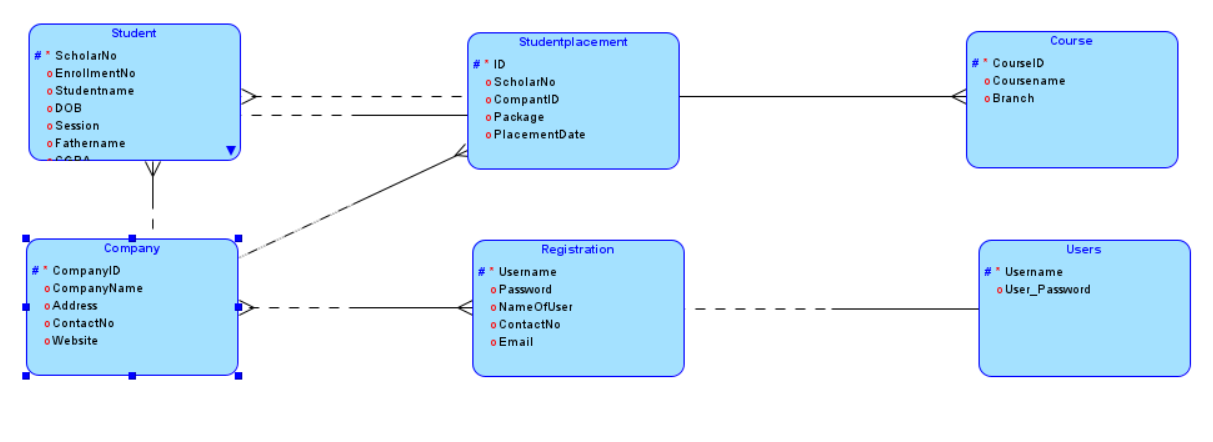 Student
# * ScholarNo
o EnrollmentNo
o Studentname
o DOB
o Session
o Fathername
Studentplacement
# * ID
o ScholarNo
o CompantID
o Package
o PlacementDate
Course
# * CourseID
o Coursename
o Branch
Company
# * CompanyID
o CompanyName
o Address
o ContactNo
o Website
Registration
# * Username
o Password
o NameOfUser
o ContactNo
o Email
Users
# * Username
o User_Password